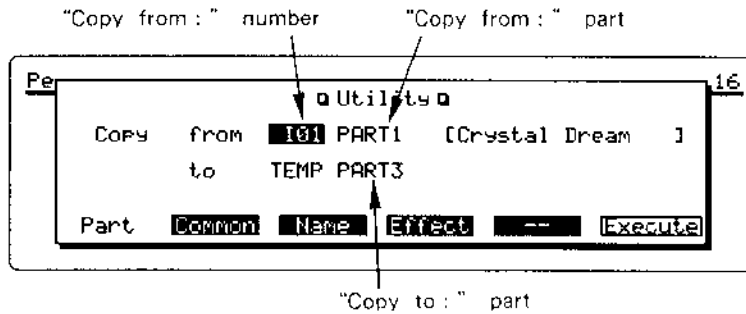 “Copy from : ” number “Copy from : ” part
Pe 16
Utility
Copy from I01 PART1 [Crystal Dream ]
to TEMP PART3
Part Common Name Effect -- Execute
“Copy to : ” part